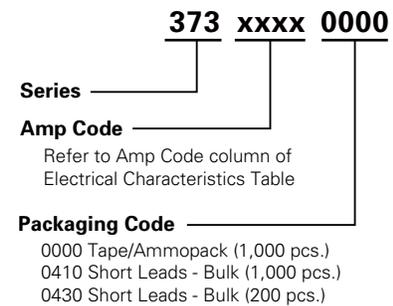 373 xxxx 0000
Series
Amp Code
Refer to Amp Code column of
Electrical Characteristics Table
Packaging Code
0000 Tape/Ammopack (1,000 pcs.)
0410 Short Leads - Bulk (1,000 pcs.)
0430 Short Leads - Bulk (200 pcs.)